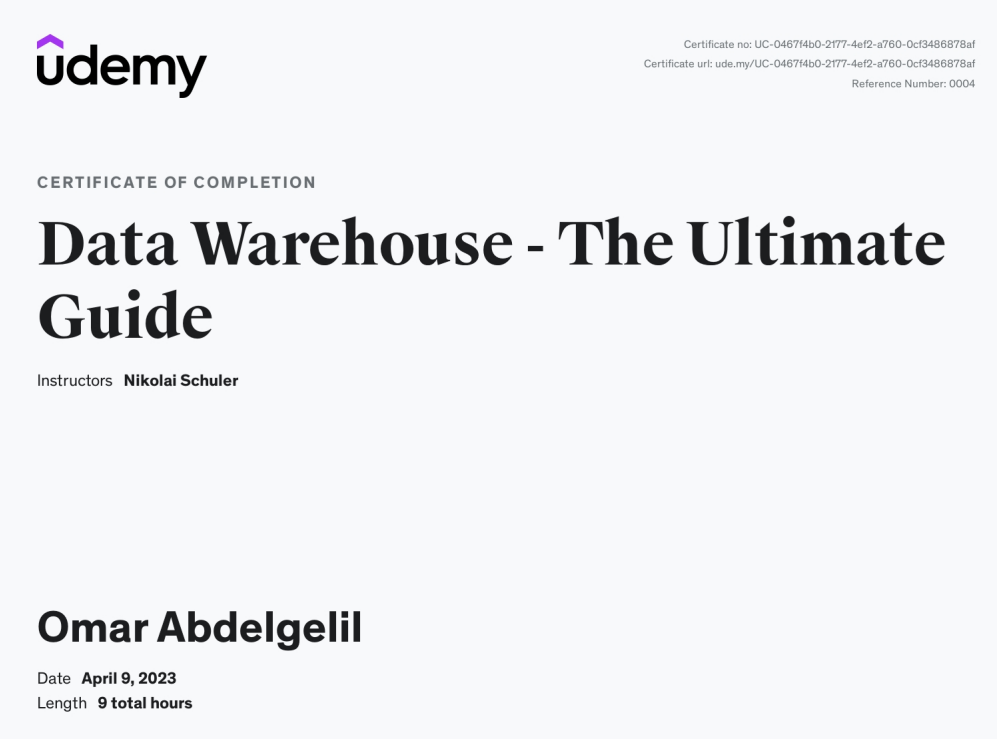 udemy
Certificate no: UC-0467f4b0-2177-4ef2-a760-0cf3486878af
Certificate url: ude.my/UC-0467f4b0-2177-4ef2-a760-0cf3486878af
Reference Number: 0004
CERTIFICATE OF COMPLETION
Data Warehouse - The Ultimate
Guide
Instructors Nikolai Schuler
Omar Abdelgelil
Date April 9, 2023
Length 9 total hours